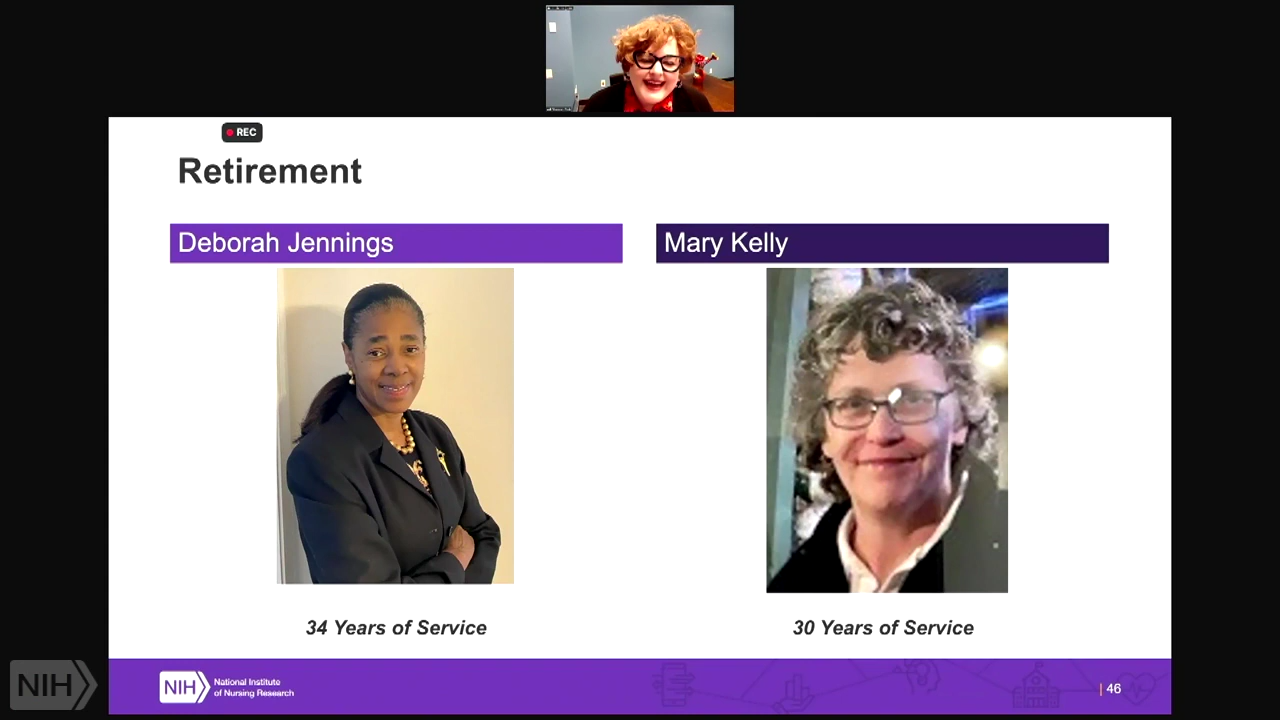 REC
Retirement
Deborah Jennings
Mary Kelly
34 Years of Service
30 Years of Service
NIH
NIH
National Institute
of Nursing Research
46